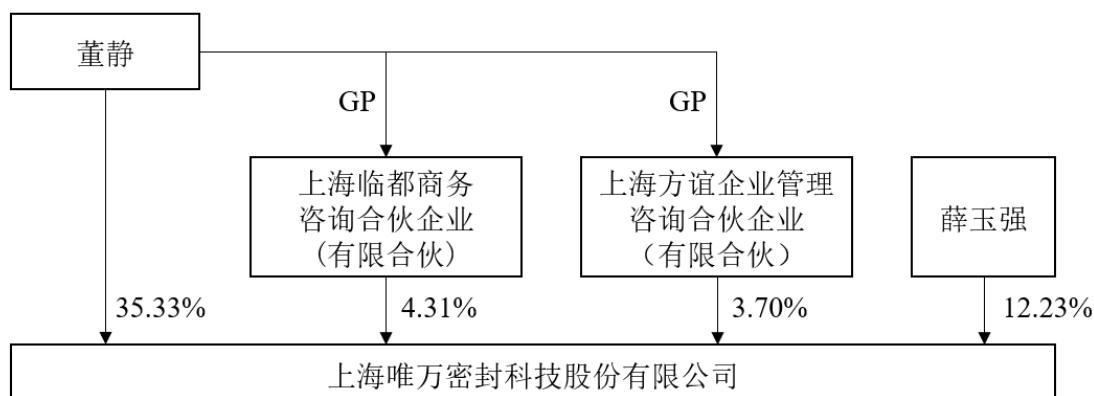 董静
GP
GP
上海临都商务
咨询合伙企业
(有限合伙)
上海方谊企业管理
咨询合伙企业
（有限合伙）
薛玉强
35.33%
4.31%
3.70%
12.23%
上海唯万密封科技股份有限公司